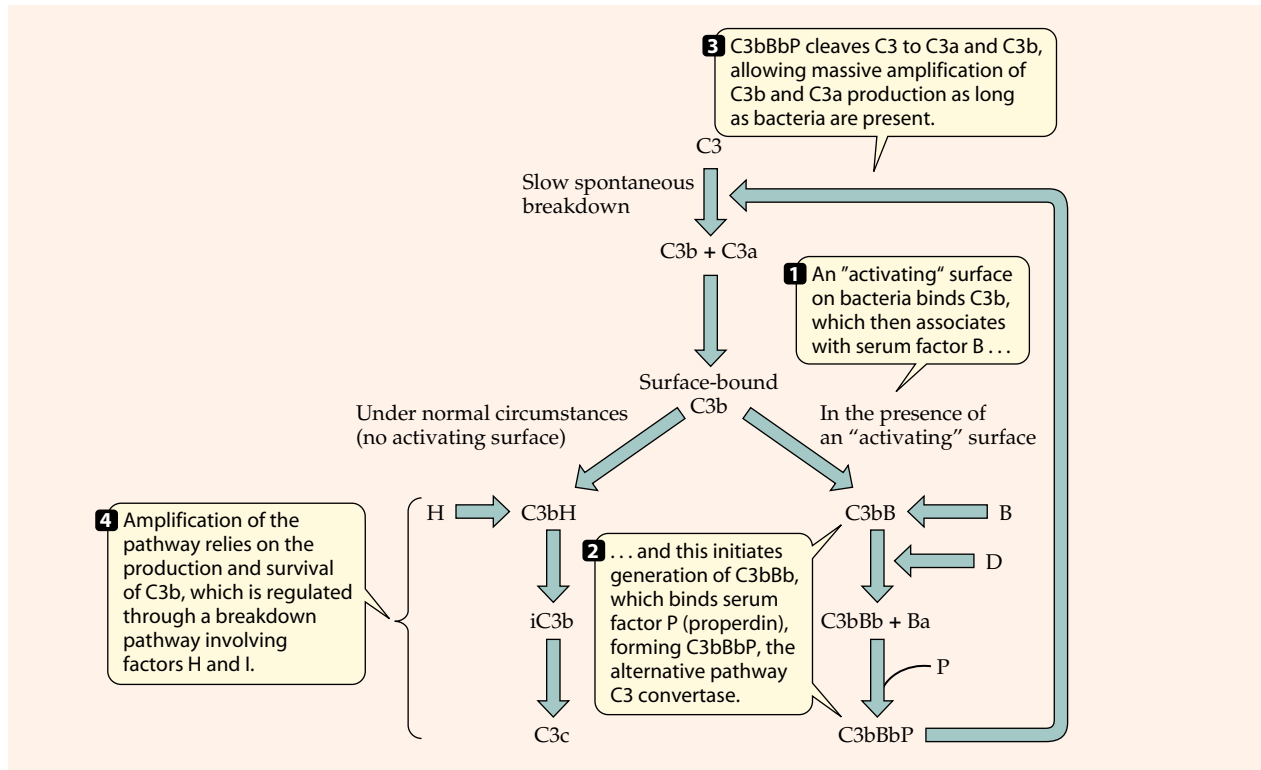 3 C3bBbP cleaves C3 to C3a and C3b,
allowing massive amplification of
C3b and C3a production as long
as bacteria are present.
C3
Slow spontaneous
breakdown
C3b + C3a
1 An ”activating“ surface
on bacteria binds C3b,
which then associates
with serum factor B . . .
Surface-bound
C3b
Under normal circumstances
(no activating surface)
In the presence of
an “activating” surface
H
C3bH
C3bB
B
4 Amplification of the
pathway relies on the
production and survival
of C3b, which is regulated
through a breakdown
pathway involving
factors H and I.
2 . . . and this initiates
generation of C3bBb,
which binds serum
factor P (properdin),
forming C3bBbP, the
alternative pathway
C3 convertase.
D
iC3b
C3bBb + Ba
P
C3c
C3bBbP